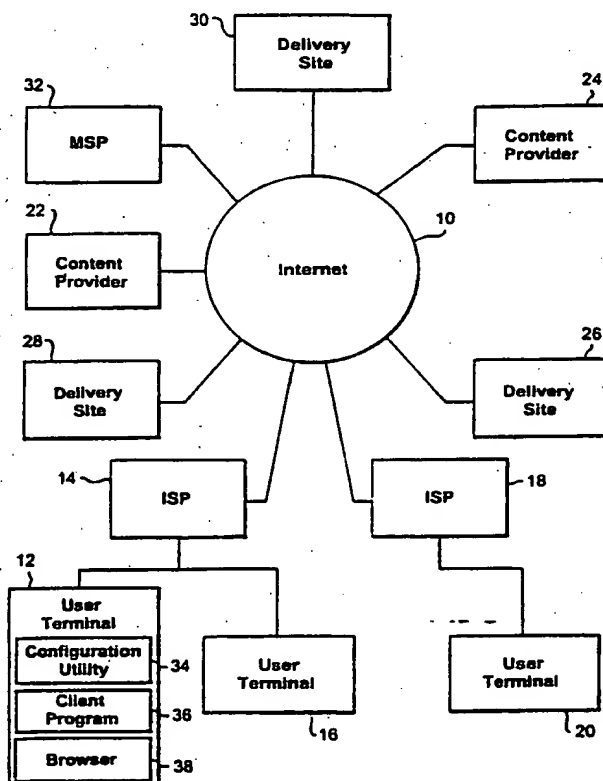 30
Delivery
Site
32
MSP
24
Content
Provider
22
Content
Provider
10
Internet
28
Delivery
Site
26
Delivery
Site
14
ISP
18
ISP
12
User
Terminal
Configuration
Utility
34
Client
Program
36
Browser
38
User
Terminal
16
User
Terminal
20